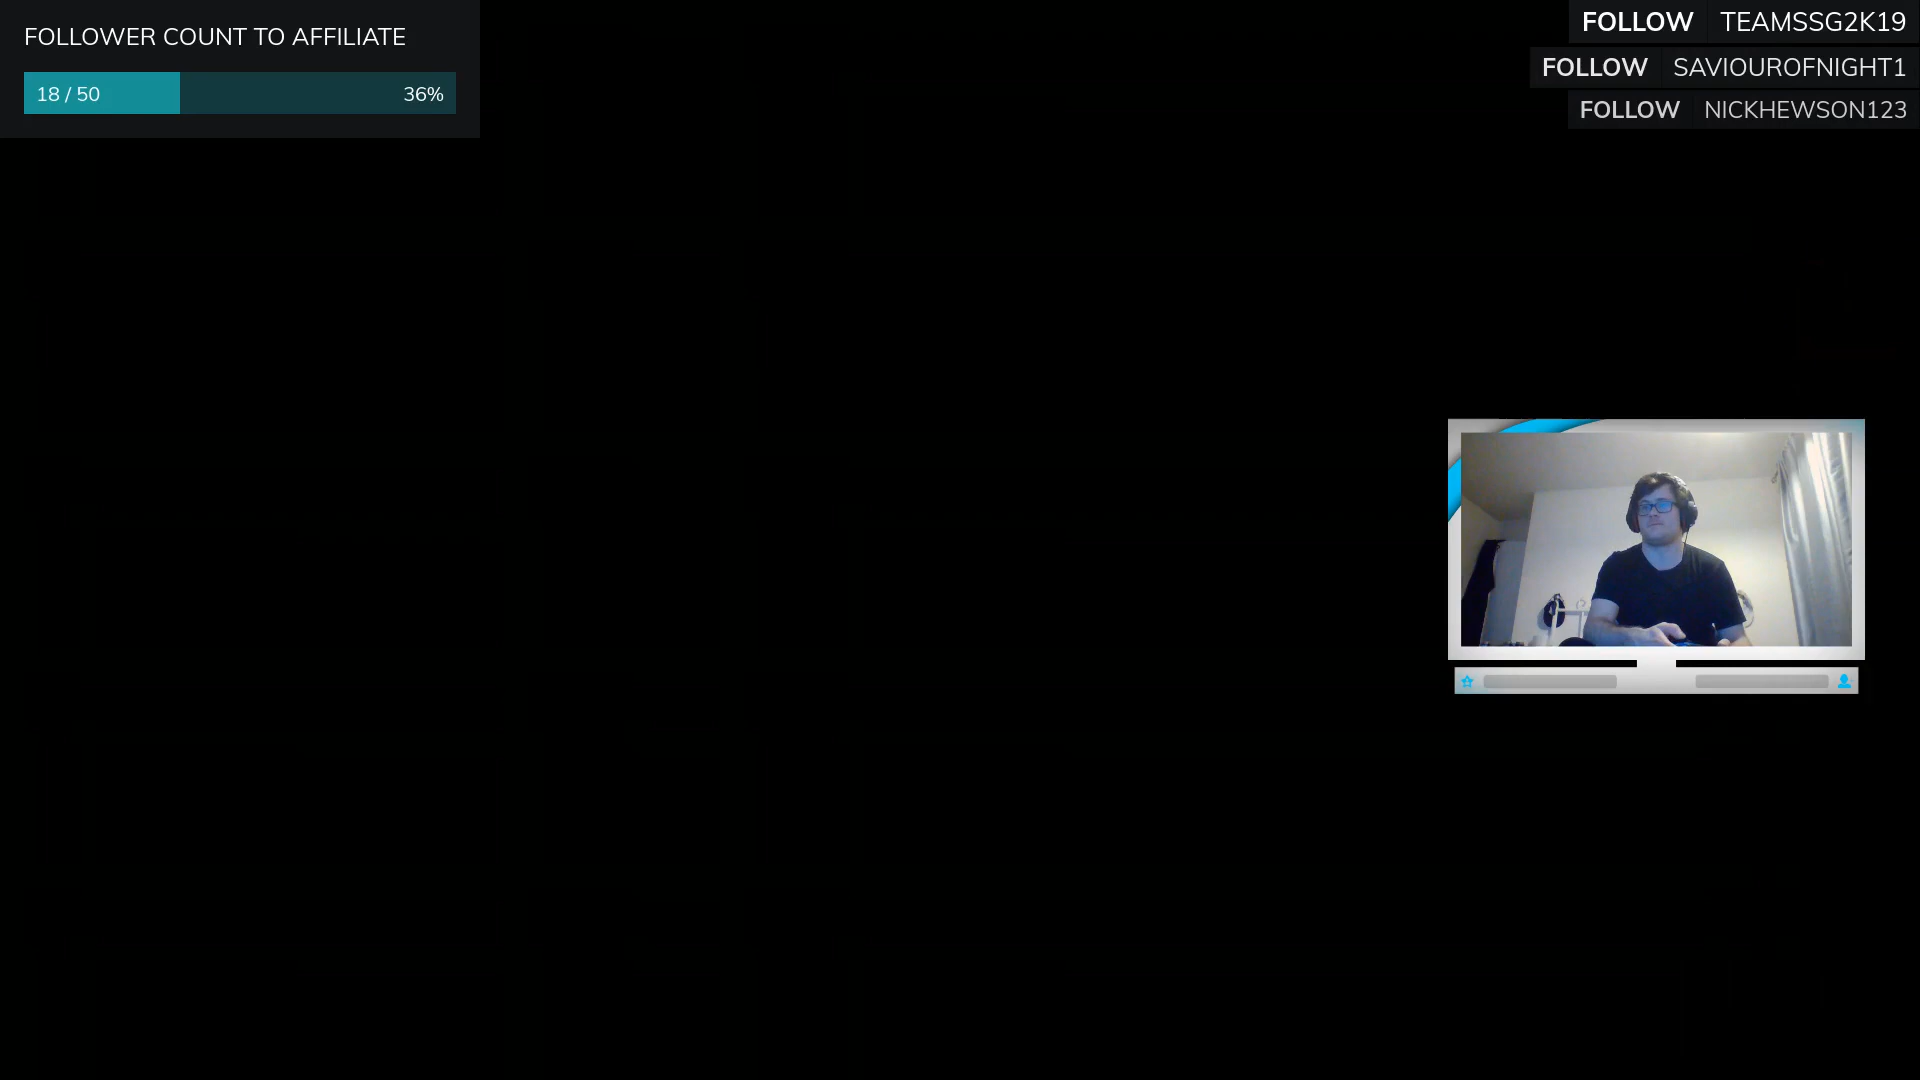 FOLLOWER COUNT TO AFFILIATE
18 / 50 36%
FOLLOW TEAMSSG2K19
FOLLOW SAVIOUROFNIGHT1
FOLLOW NICKHEWSON123